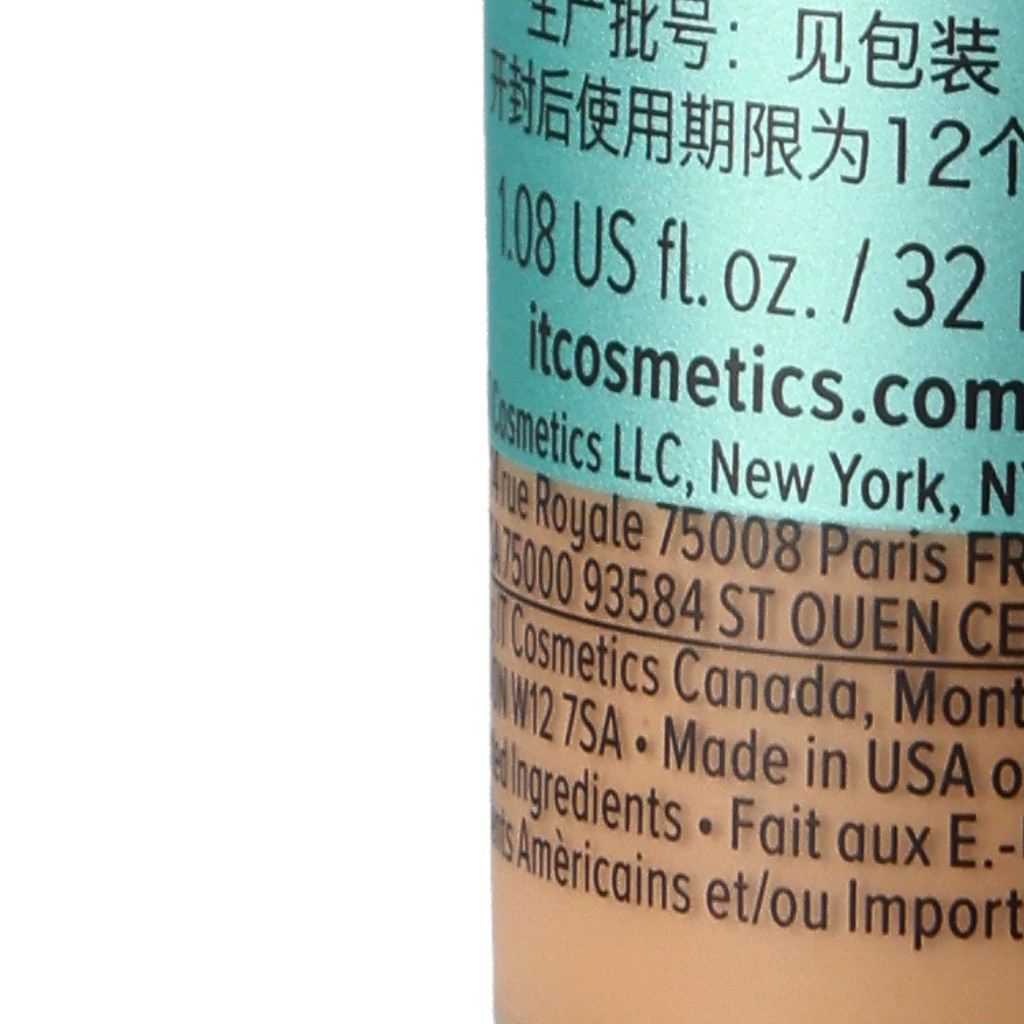 生产批号：见包装
开封后使用期限为12个
1.08 US fl. oz. / 32
itcosmetics.com
Cosmetics LLC, New York, NY
rue Royale 75008 Paris FR
75000 93584 ST OUEN CE
IT Cosmetics Canada, Mont
W12 7SA • Made in USA o
Ingredients • Fait aux E.-
Amèricains et/ou Import